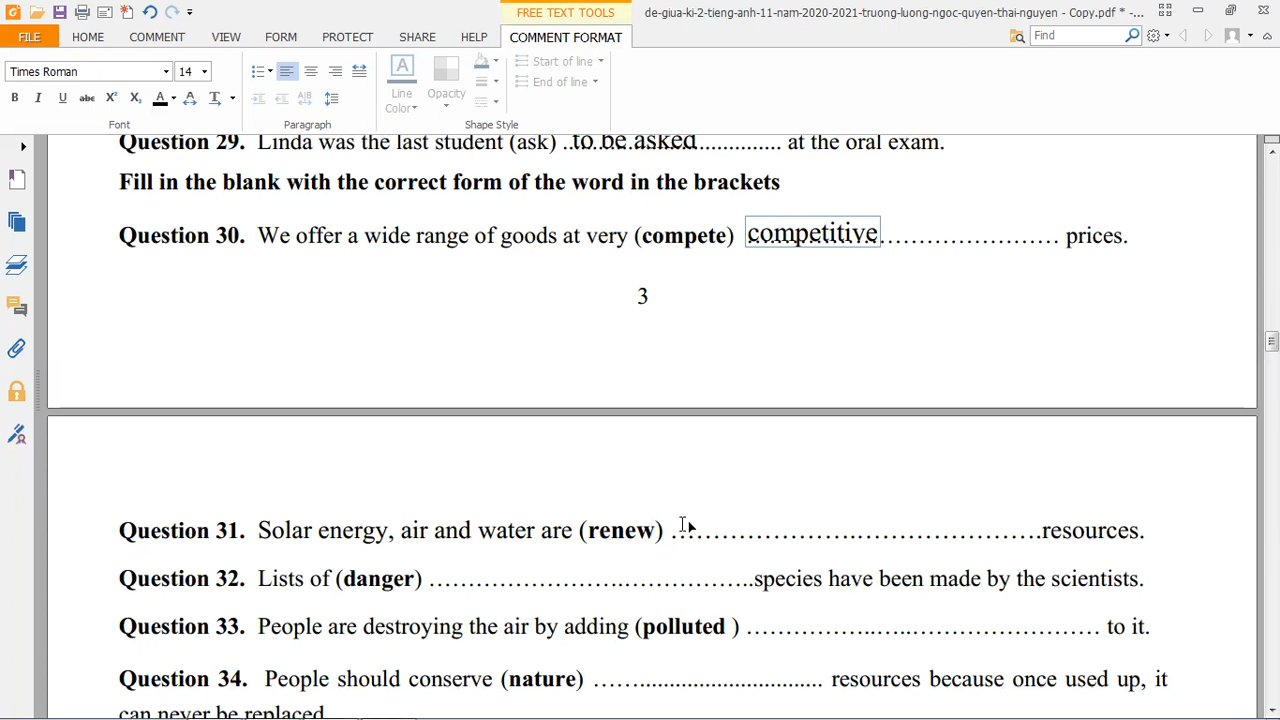 FREE TEXT TOOLS
de-giua-ki-2-tieng-anh-11-nam-2020-2021-truong-luong-ngoc-quyen-thai-nguyen - Copy.pdf * - ...
FILE HOME COMMENT VIEW FORM PROTECT SHARE HELP COMMENT FORMAT
Find
Times Roman 14
B I U abc X² X₂ A A T
Font
Paragraph
A
Line Color
Opacity
Start of line
End of line
Shape Style
Question 29. Linda was the last student (ask) ..to be asked.............. at the oral exam.
Fill in the blank with the correct form of the word in the brackets
Question 30. We offer a wide range of goods at very (compete) competitive…………………… prices.
3
Question 31. Solar energy, air and water are (renew) ……………………….……………………….resources.
Question 32. Lists of (danger) ………………………….………………..species have been made by the scientists.
Question 33. People are destroying the air by adding (polluted ) ……………..…..………………………… to it.
Question 34. People should conserve (nature) ……............................... resources because once used up, it
can never be replaced